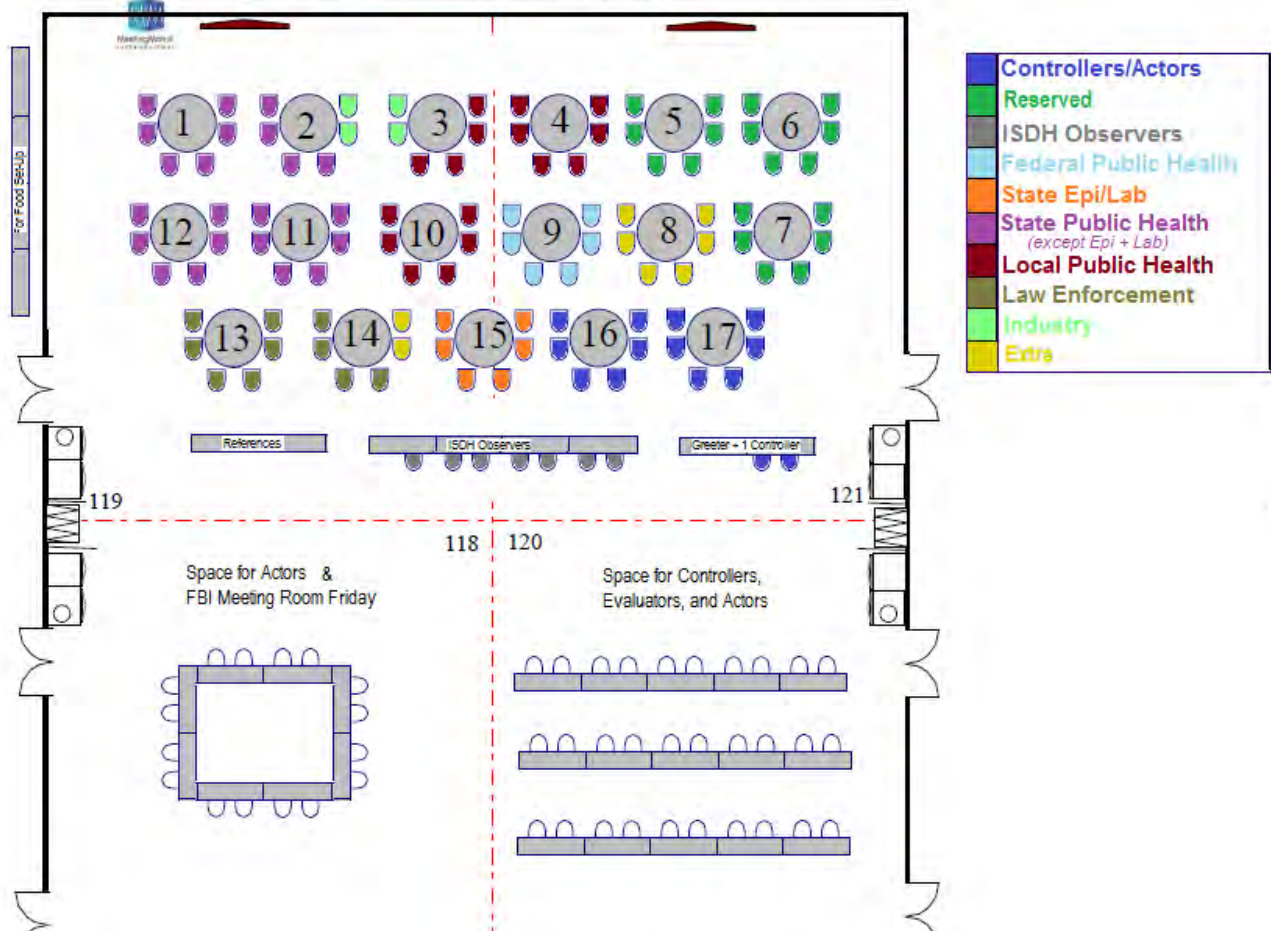 MeetingWorld
For Food Set-Up
1
2
3
4
5
6
12
11
10
9
8
7
13
14
15
16
17
Controllers/Actors
Reserved
ISDH Observers
Federal Public Health
State Epi/Lab
State Public Health
(except Epi + Lab)
Local Public Health
Law Enforcement
Industry
Extra
References
ISDH Observers
Greeter + 1 Controller
119
121
118
120
Space for Actors &
FBI Meeting Room Friday
Space for Controllers,
Evaluators, and Actors